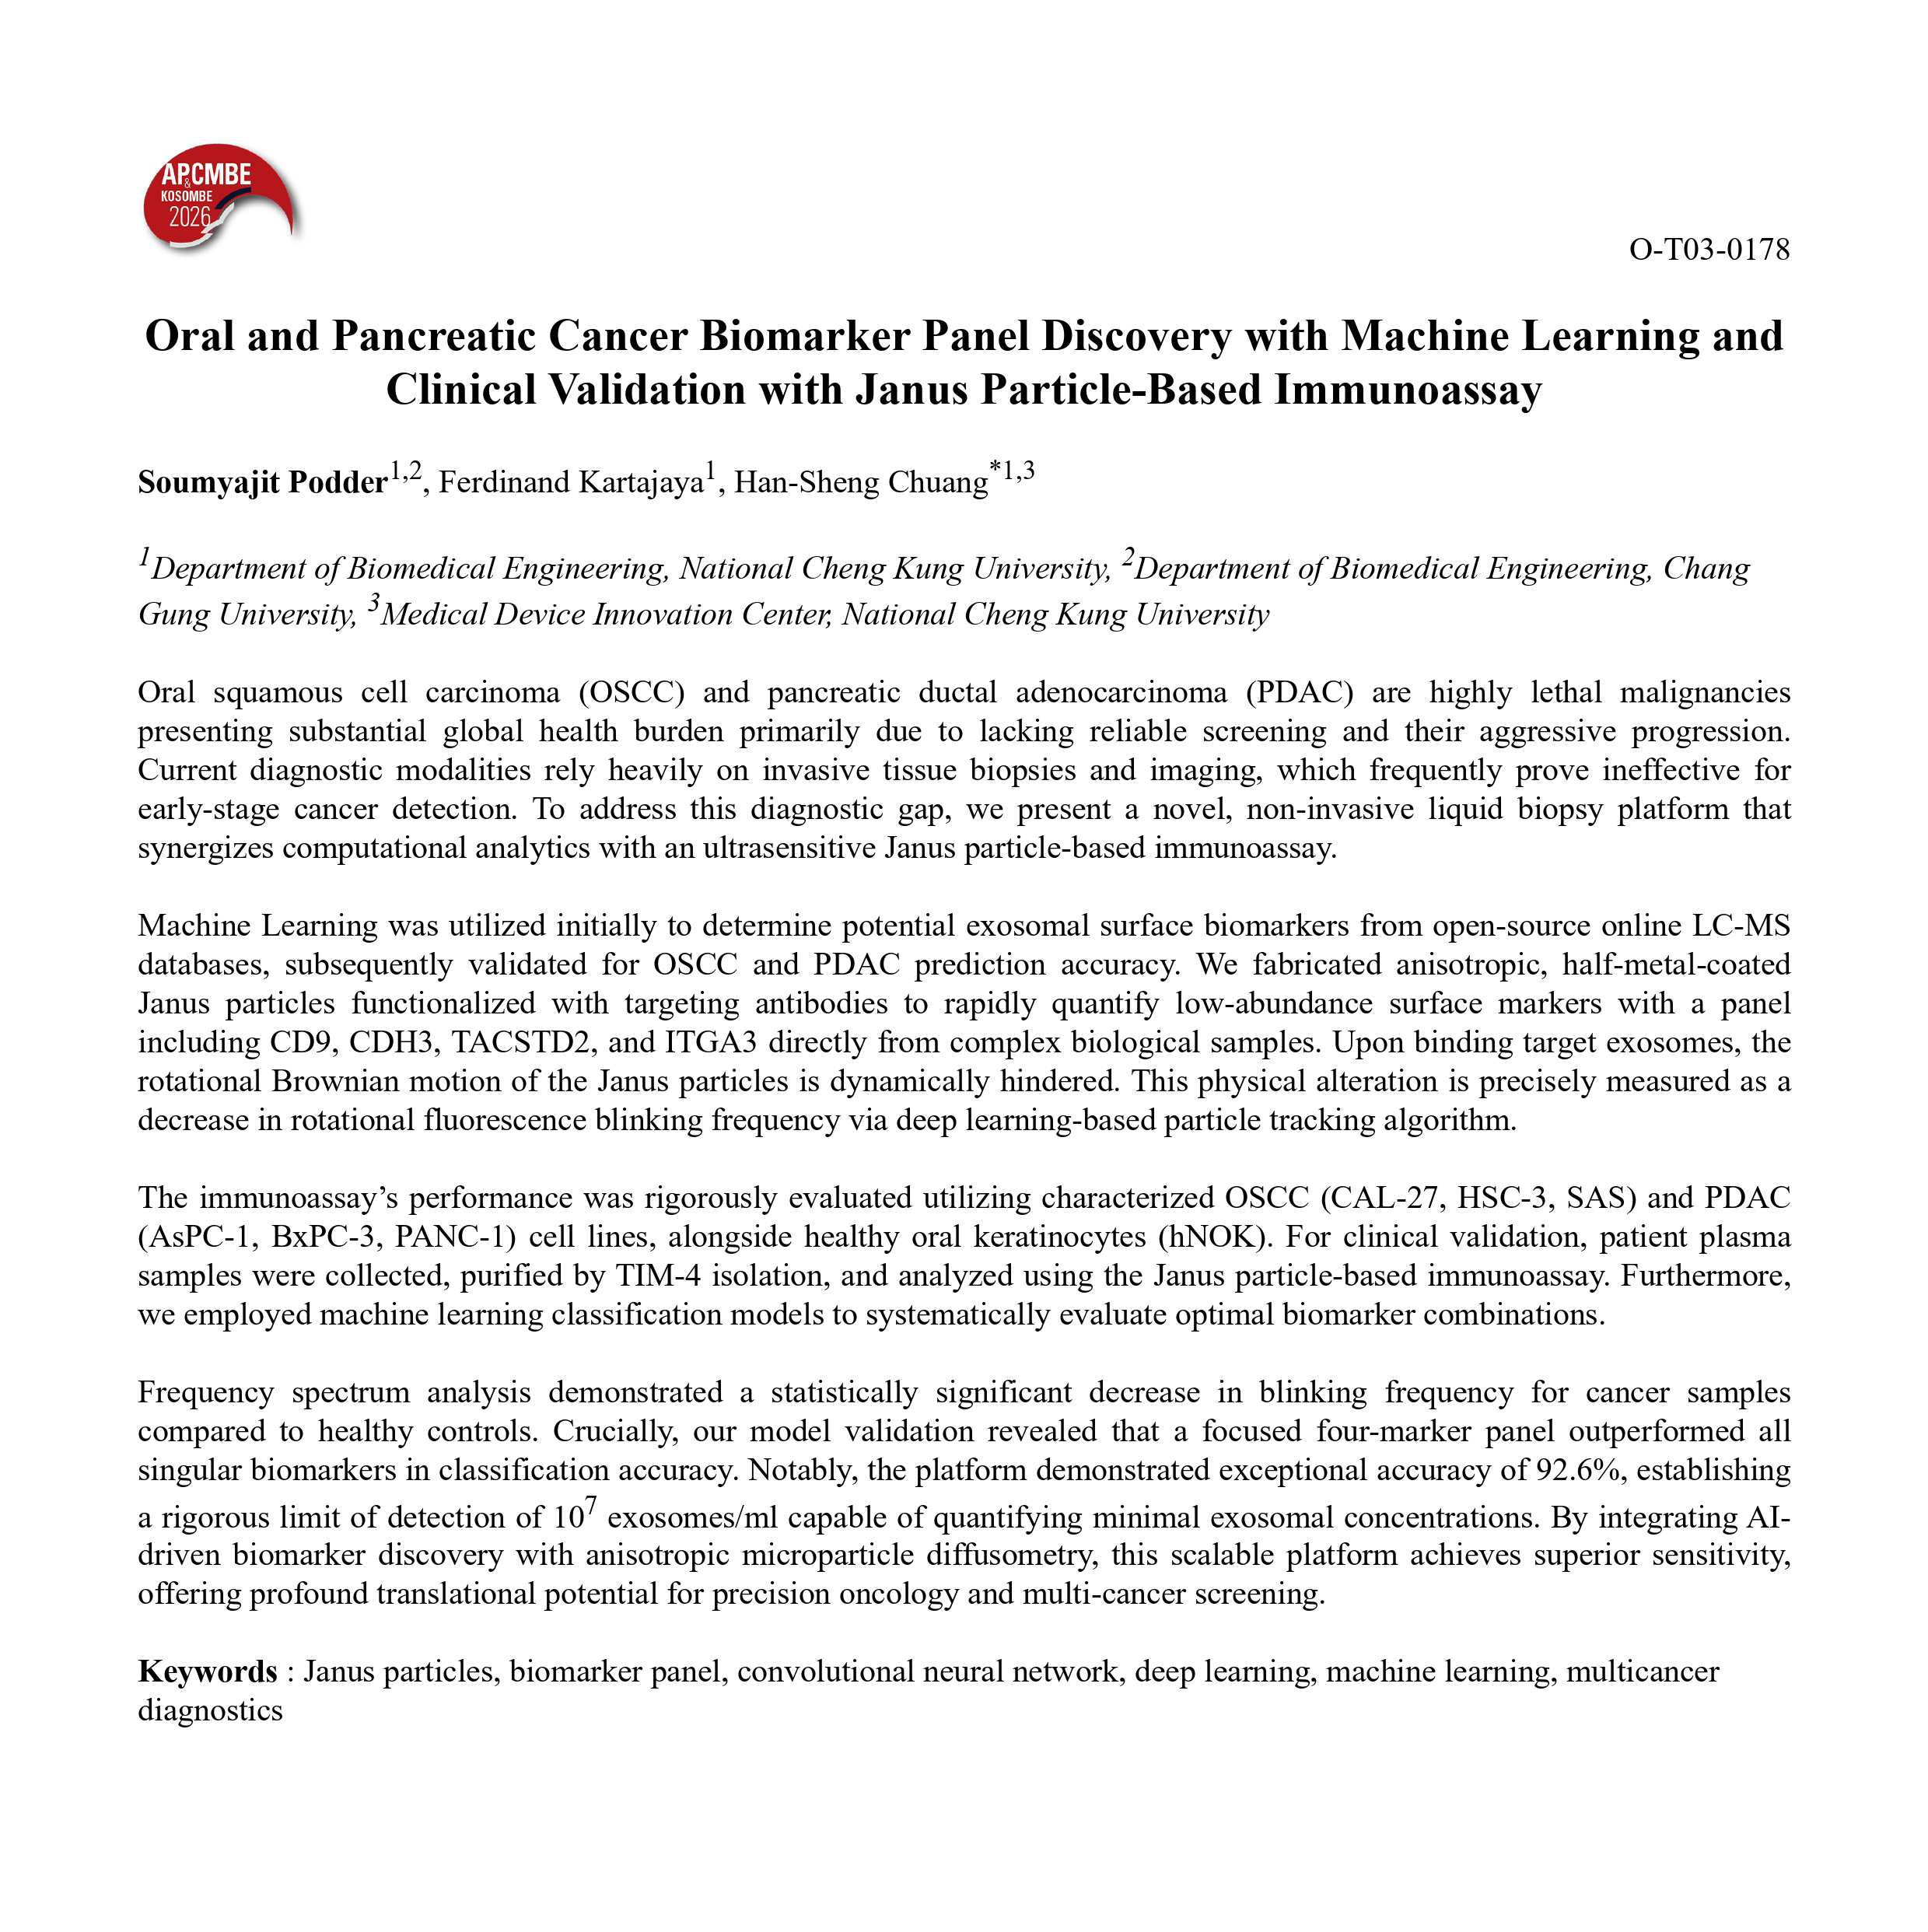 APCMBE
&
KOSOMBE
2026
O-T03-0178
Oral and Pancreatic Cancer Biomarker Panel Discovery with Machine Learning and
Clinical Validation with Janus Particle-Based Immunoassay
Soumyajit Podder1,2, Ferdinand Kartajaya1, Han-Sheng Chuang*1,3
1Department of Biomedical Engineering, National Cheng Kung University, 2Department of Biomedical Engineering, Chang
Gung University, 3Medical Device Innovation Center, National Cheng Kung University
Oral squamous cell carcinoma (OSCC) and pancreatic ductal adenocarcinoma (PDAC) are highly lethal malignancies
presenting substantial global health burden primarily due to lacking reliable screening and their aggressive progression.
Current diagnostic modalities rely heavily on invasive tissue biopsies and imaging, which frequently prove ineffective for
early-stage cancer detection. To address this diagnostic gap, we present a novel, non-invasive liquid biopsy platform that
synergizes computational analytics with an ultrasensitive Janus particle-based immunoassay.
Machine Learning was utilized initially to determine potential exosomal surface biomarkers from open-source online LC-MS
databases, subsequently validated for OSCC and PDAC prediction accuracy. We fabricated anisotropic, half-metal-coated
Janus particles functionalized with targeting antibodies to rapidly quantify low-abundance surface markers with a panel
including CD9, CDH3, TACSTD2, and ITGA3 directly from complex biological samples. Upon binding target exosomes, the
rotational Brownian motion of the Janus particles is dynamically hindered. This physical alteration is precisely measured as a
decrease in rotational fluorescence blinking frequency via deep learning-based particle tracking algorithm.
The immunoassay’s performance was rigorously evaluated utilizing characterized OSCC (CAL-27, HSC-3, SAS) and PDAC
(AsPC-1, BxPC-3, PANC-1) cell lines, alongside healthy oral keratinocytes (hNOK). For clinical validation, patient plasma
samples were collected, purified by TIM-4 isolation, and analyzed using the Janus particle-based immunoassay. Furthermore,
we employed machine learning classification models to systematically evaluate optimal biomarker combinations.
Frequency spectrum analysis demonstrated a statistically significant decrease in blinking frequency for cancer samples
compared to healthy controls. Crucially, our model validation revealed that a focused four-marker panel outperformed all
singular biomarkers in classification accuracy. Notably, the platform demonstrated exceptional accuracy of 92.6%, establishing
a rigorous limit of detection of 107 exosomes/ml capable of quantifying minimal exosomal concentrations. By integrating AI-
driven biomarker discovery with anisotropic microparticle diffusometry, this scalable platform achieves superior sensitivity,
offering profound translational potential for precision oncology and multi-cancer screening.
Keywords : Janus particles, biomarker panel, convolutional neural network, deep learning, machine learning, multicancer
diagnostics